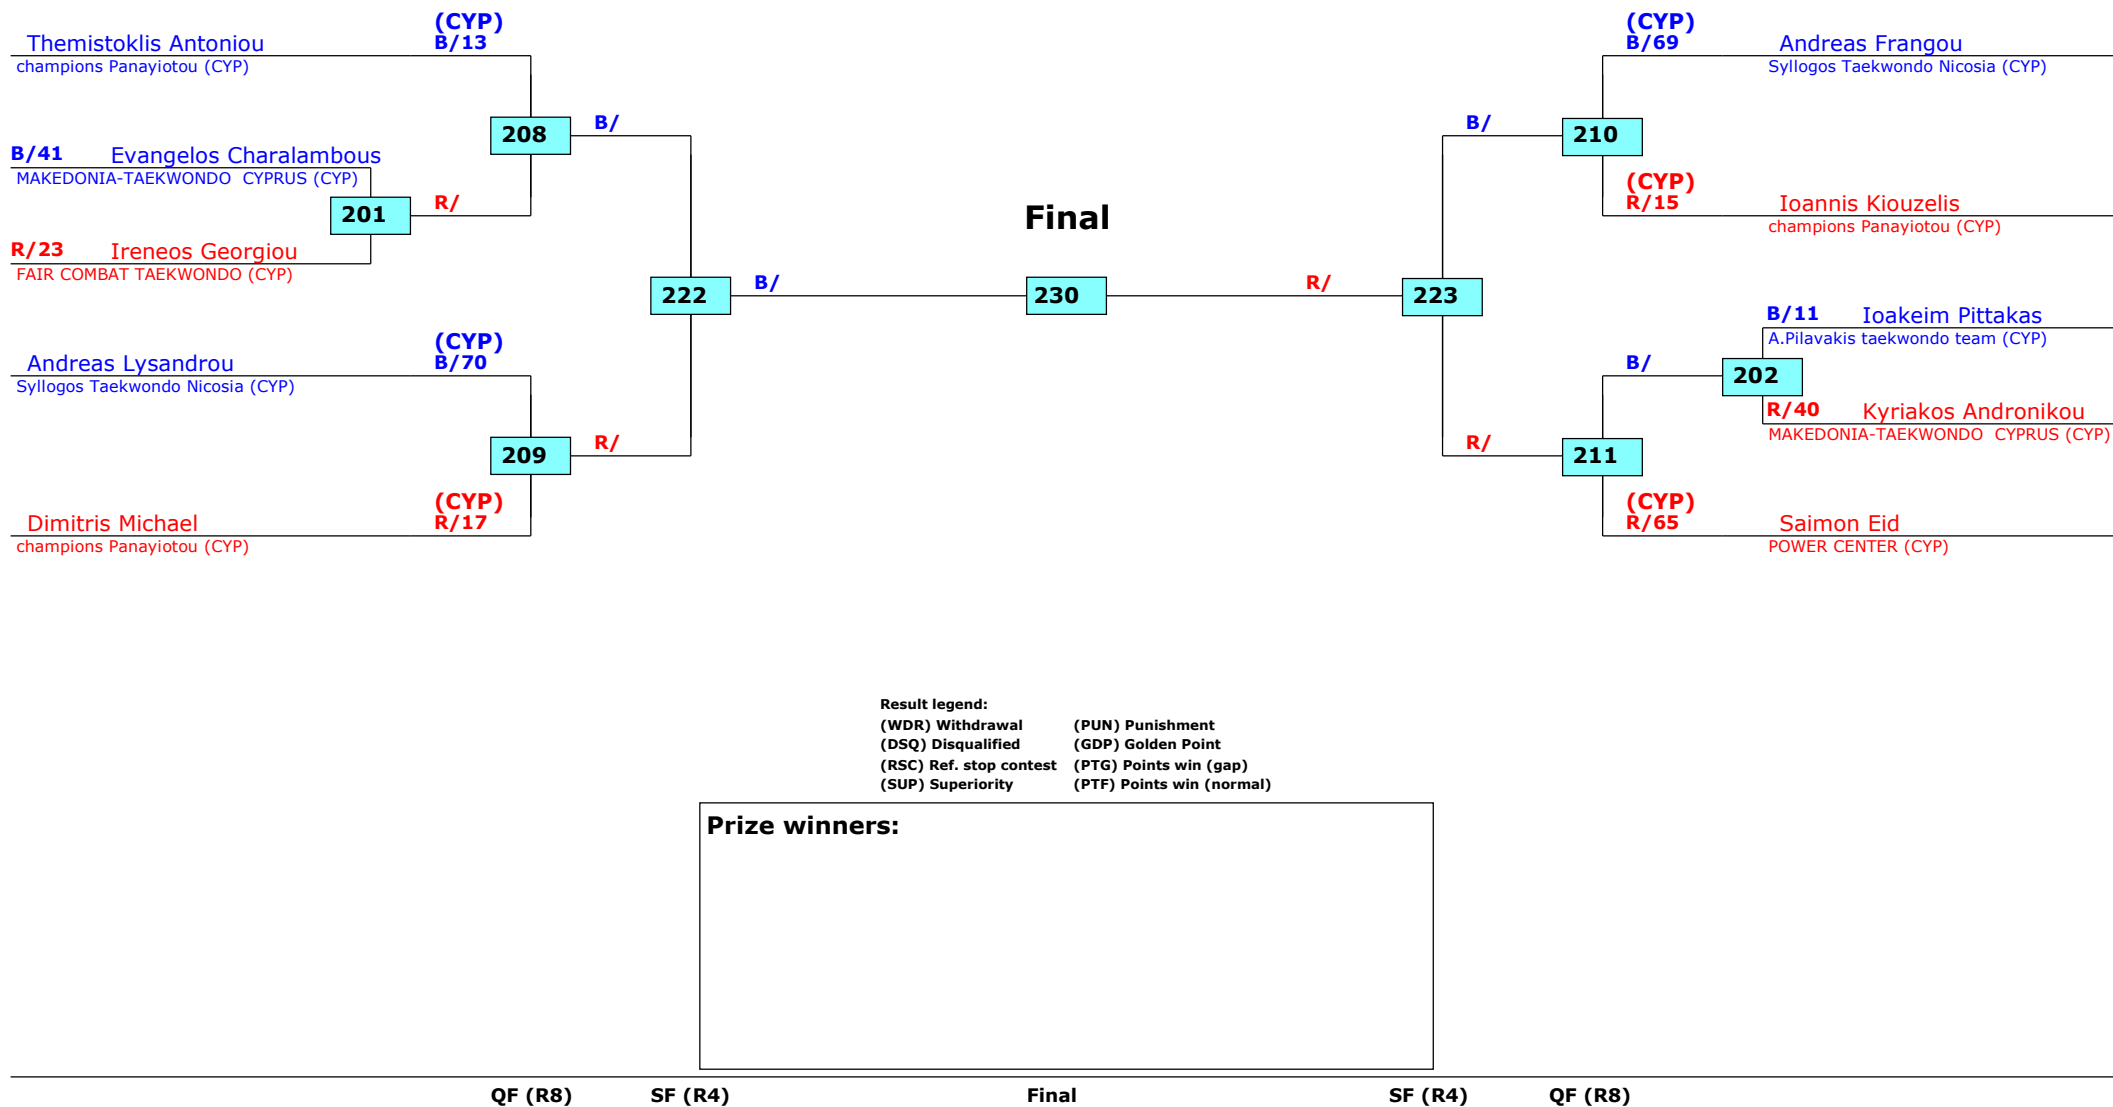 (CYP)
Themistoklis Antoniou B/13
champions Panayiotou (CYP)
208
B/
B/41 Evangelos Charalambous
MAKEDONIA-TAEKWONDO CYPRUS (CYP)
201
R/
R/23 Ireneos Georgiou
FAIR COMBAT TAEKWONDO (CYP)
222
B/
(CYP)
Andreas Lysandrou B/70
Syllogos Taekwondo Nicosia (CYP)
209
R/
(CYP)
Dimitris Michael R/17
champions Panayiotou (CYP)
Final
230
(CYP)
B/69 Andreas Frangou
Syllogos Taekwondo Nicosia (CYP)
B/
210
(CYP)
R/15 Ioannis Kiouzelis
champions Panayiotou (CYP)
R/
223
B/11 Ioakeim Pittakas
A.Pilavakis taekwondo team (CYP)
B/
202
R/40 Kyriakos Andronikou
MAKEDONIA-TAEKWONDO CYPRUS (CYP)
R/
211
(CYP)
R/65 Saimon Eid
POWER CENTER (CYP)
Result legend:
(WDR) Withdrawal (PUN) Punishment
(DSQ) Disqualified (GDP) Golden Point
(RSC) Ref. stop contest (PTG) Points win (gap)
(SUP) Superiority (PTF) Points win (normal)
Prize winners:
QF (R8) SF (R4) Final SF (R4) QF (R8)